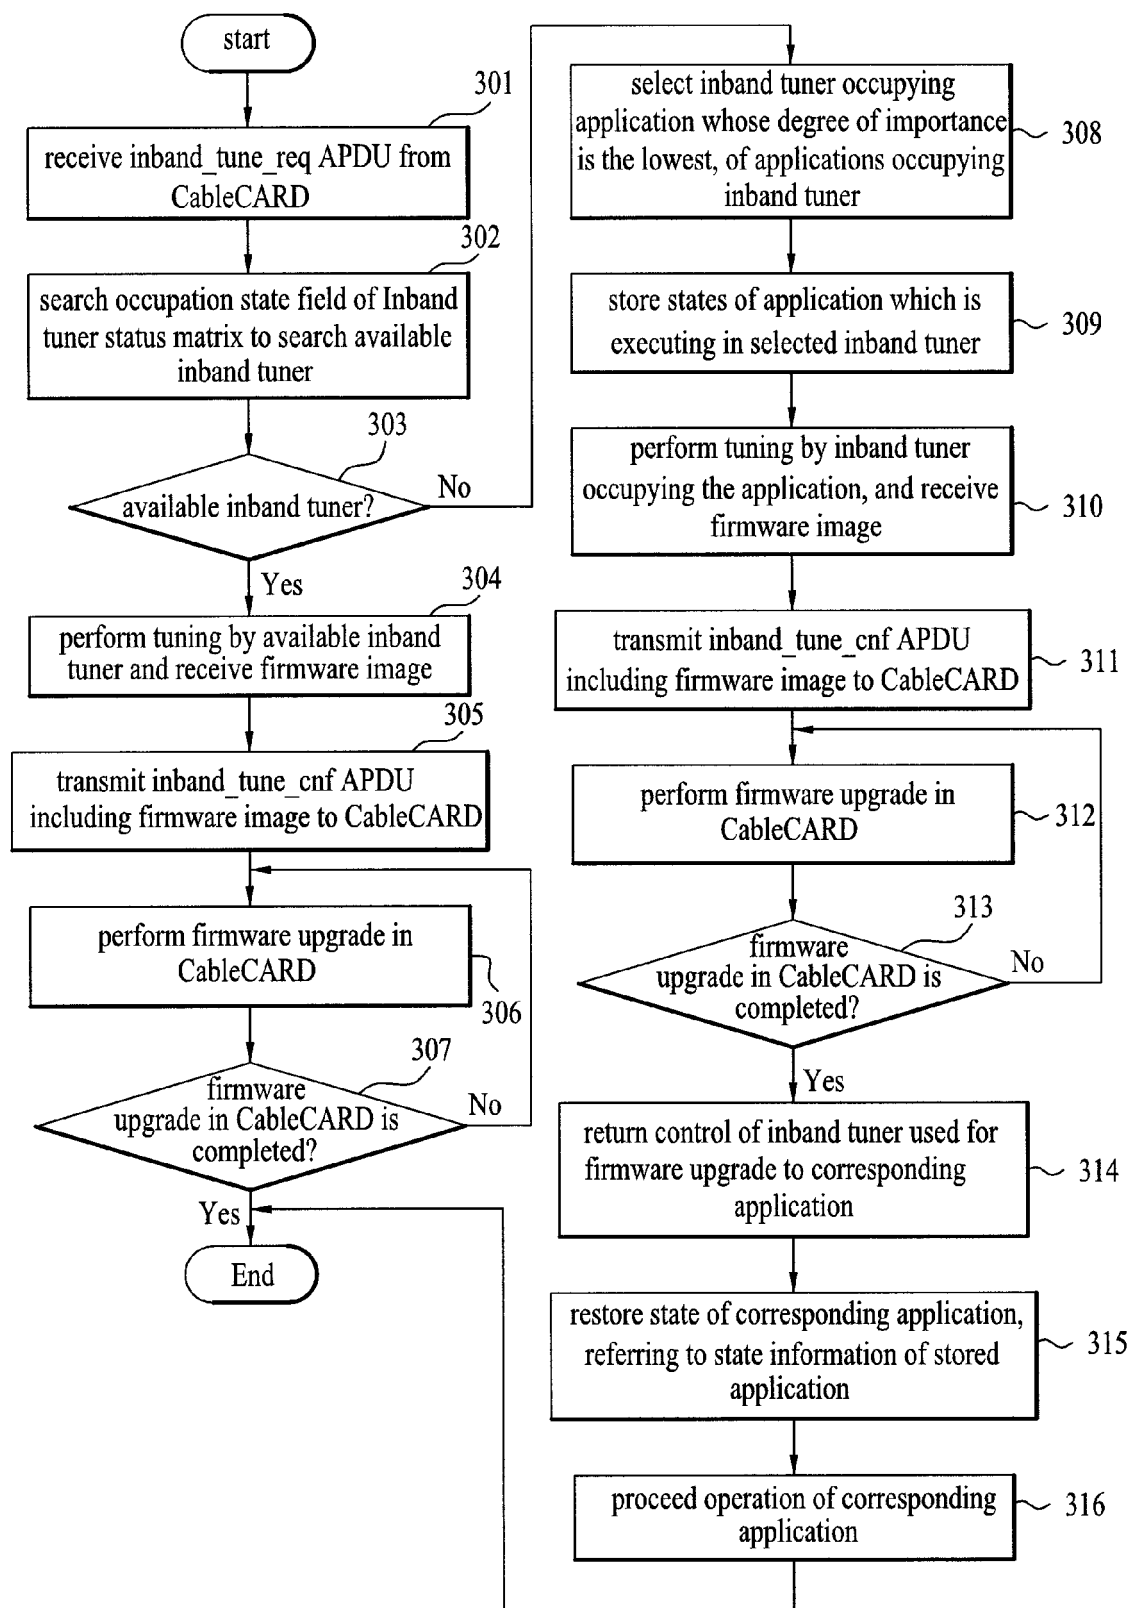 start
301
receive inband_tune_req APDU from
CableCARD
302
search occupation state field of Inband
tuner status matrix to search available
inband tuner
303
available inband tuner?
No
Yes
304
perform tuning by available inband
tuner and receive firmware image
305
transmit inband_tune_cnf APDU
including firmware image to CableCARD
perform firmware upgrade in
CableCARD
306
307
firmware
upgrade in CableCARD is
completed?
No
Yes
End
select inband tuner occupying
application whose degree of importance
is the lowest, of applications occupying
inband tuner
308
store states of application which is
executing in selected inband tuner
309
perform tuning by inband tuner
occupying the application, and receive
firmware image
310
transmit inband_tune_cnf APDU
including firmware image to CableCARD
311
perform firmware upgrade in
CableCARD
312
313
firmware
upgrade in CableCARD is
completed?
No
Yes
return control of inband tuner used for
firmware upgrade to corresponding
application
314
restore state of corresponding application,
referring to state information of stored
application
315
proceed operation of corresponding
application
316